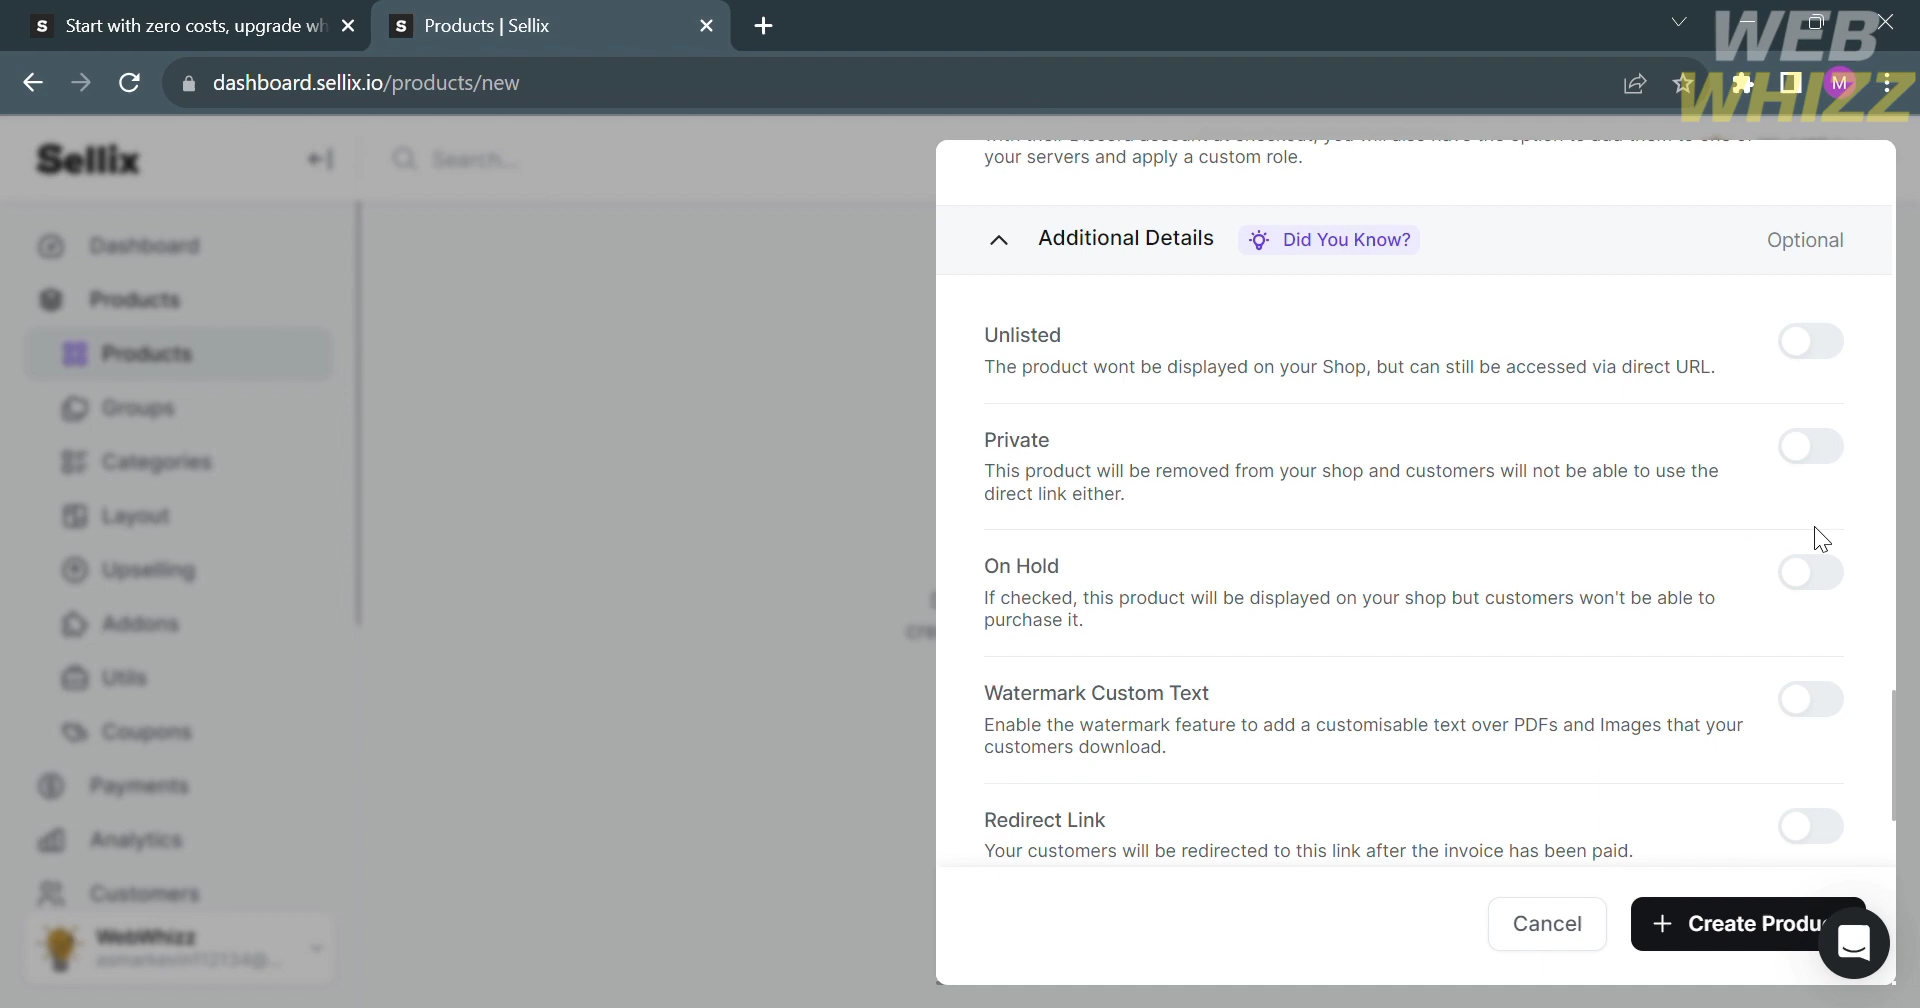 Start with zero costs, upgrade wh
Products | Sellix
dashboard.sellix.io/products/new
WEB
WHIZZ
M
Sellix
Search...
Dashboard
Products
Products
Groups
Categories
Layout
Upselling
Addons
Utils
Coupons
Payments
Analytics
Customers
WebWhizz
your servers and apply a custom role.
Additional Details
Did You Know?
Optional
Unlisted
The product wont be displayed on your Shop, but can still be accessed via direct URL.
Private
This product will be removed from your shop and customers will not be able to use the
direct link either.
On Hold
If checked, this product will be displayed on your shop but customers won't be able to
purchase it.
Watermark Custom Text
Enable the watermark feature to add a customisable text over PDFs and Images that your
customers download.
Redirect Link
Your customers will be redirected to this link after the invoice has been paid.
Cancel
+ Create Produ